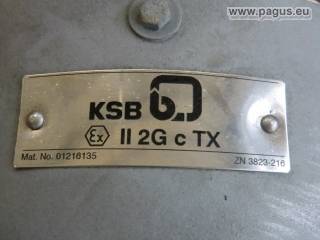 www.pagus.eu
KSB
Ex II 2G c TX
Mat. No. 01216135 ZN 3823-216